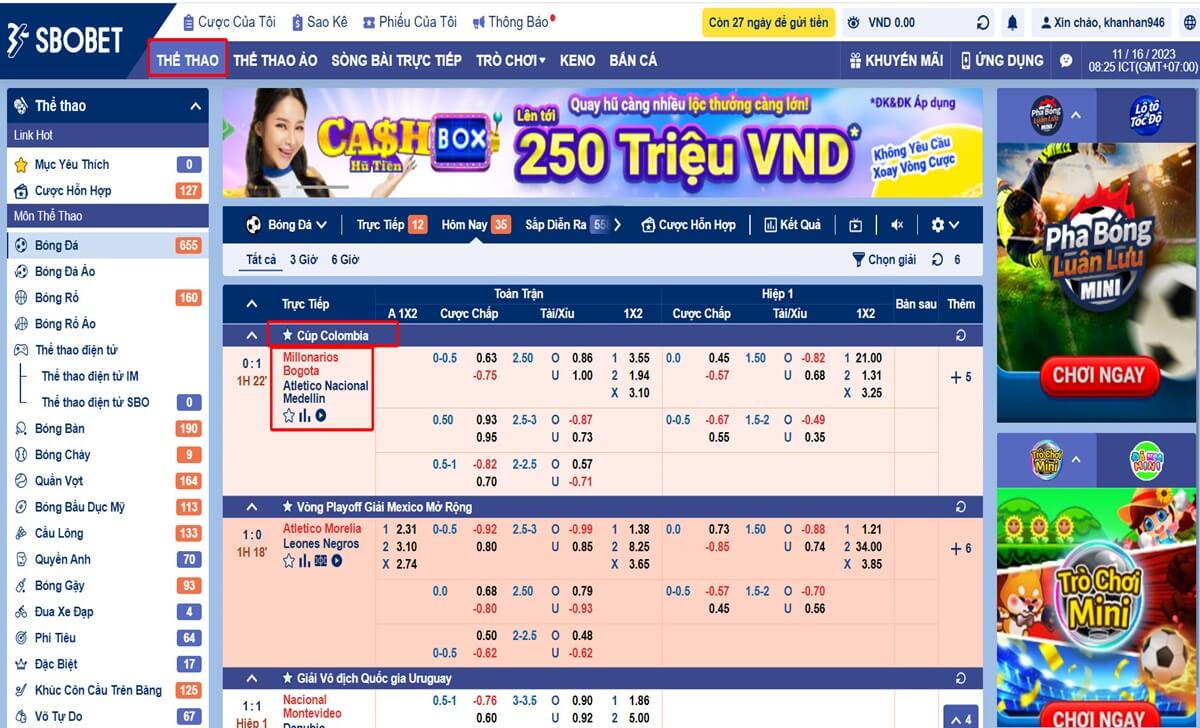 SBOBET
Cược Của Tôi
Sao Kê
Phiếu Của Tôi
Thông Báo
Còn 27 ngày để gửi tiền
VND 0.00
Xin chào, khanhan946
THỂ THAO
THỂ THAO ẢO
SÒNG BÀI TRỰC TIẾP
TRÒ CHƠI
KENO
BẮN CÁ
KHUYẾN MÃI
ỨNG DỤNG
11 / 16 / 2023
08:25 ICT(GMT+07:00)
Thể thao
Link Hot
Mục Yêu Thích 0
Cược Hỗn Hợp 127
Môn Thể Thao
Bóng Đá 655
Bóng Đá Ảo
Bóng Rổ 160
Bóng Rổ Ảo
Thể thao điện tử
Thể thao điện tử IM
Thể thao điện tử SBO 0
Bóng Bàn 190
Bóng Chày 9
Quần Vợt 164
Bóng Bầu Dục Mỹ 113
Cầu Lông 133
Quyền Anh 70
Bóng Gậy 93
Đua Xe Đạp 4
Phi Tiêu 64
Đặc Biệt 17
Khúc Côn Cầu Trên Băng 125
Võ Tự Do 67
CA$H BOX
Hũ Tiền
Quay hũ càng nhiều lộc thưởng càng lớn!
Lên tới
250 Triệu VND*
*ĐK&ĐK Áp dụng
Không Yêu Cầu
Xoay Vòng Cược
Bóng Đá
Trực Tiếp 12
Hôm Nay 35
Sắp Diễn Ra
Cược Hỗn Hợp
Kết Quả
Tất cả
3 Giờ
6 Giờ
Chọn giải
6
Trực Tiếp
Toàn Trận
Hiệp 1
Bàn sau
Thêm
A 1X2 Cược Chấp Tài/Xỉu 1X2 Cược Chấp Tài/Xỉu 1X2
Cúp Colombia
0 : 1
1H 22'
Millonarios
Bogota
Atletico Nacional
Medellin
0-0.5 0.63 2.50 O 0.86 1 3.55 0.0 0.45 1.50 O -0.82 1 21.00
-0.75 U 1.00 2 1.94 -0.57 U 0.68 2 1.31
X 3.10 X 3.25
+ 5
0.50 0.93 2.5-3 O -0.87 0-0.5 -0.67 1.5-2 O -0.49
0.95 U 0.73 0.55 U 0.35
0.5-1 -0.82 2-2.5 O 0.57
0.70 U -0.71
Vòng Playoff Giải Mexico Mở Rộng
1 : 0
1H 18'
Atletico Morelia
Leones Negros
1 2.31 0-0.5 -0.92 2.5-3 O -0.99 1 1.38 0.0 0.73 1.50 O -0.88 1 1.21
2 3.10 0.80 U 0.85 2 8.25 -0.85 U 0.74 2 34.00
X 2.74 X 3.65 X 3.85
+ 6
0.0 0.68 2.50 O 0.79 0-0.5 -0.57 1.5-2 O -0.70
-0.80 U -0.93 0.45 U 0.56
0.50 2-2.5 O 0.48
0-0.5 -0.62 U -0.62
Giải Vô địch Quốc gia Uruguay
1 : 1
Hiệp 1
Nacional
Montevideo
Danubio
0.5-1 -0.76 3-3.5 O 0.90 1 1.86
0.60 U 0.92 2 5.00
4
Phá Bóng
Luân Lưu
MINI
Lô tô
Tốc Độ
Phá Bóng
Luân Lưu
MINI
CHƠI NGAY
Trò Chơi
Mini
MINI
Trò Chơi
Mini
CHƠI NGAY